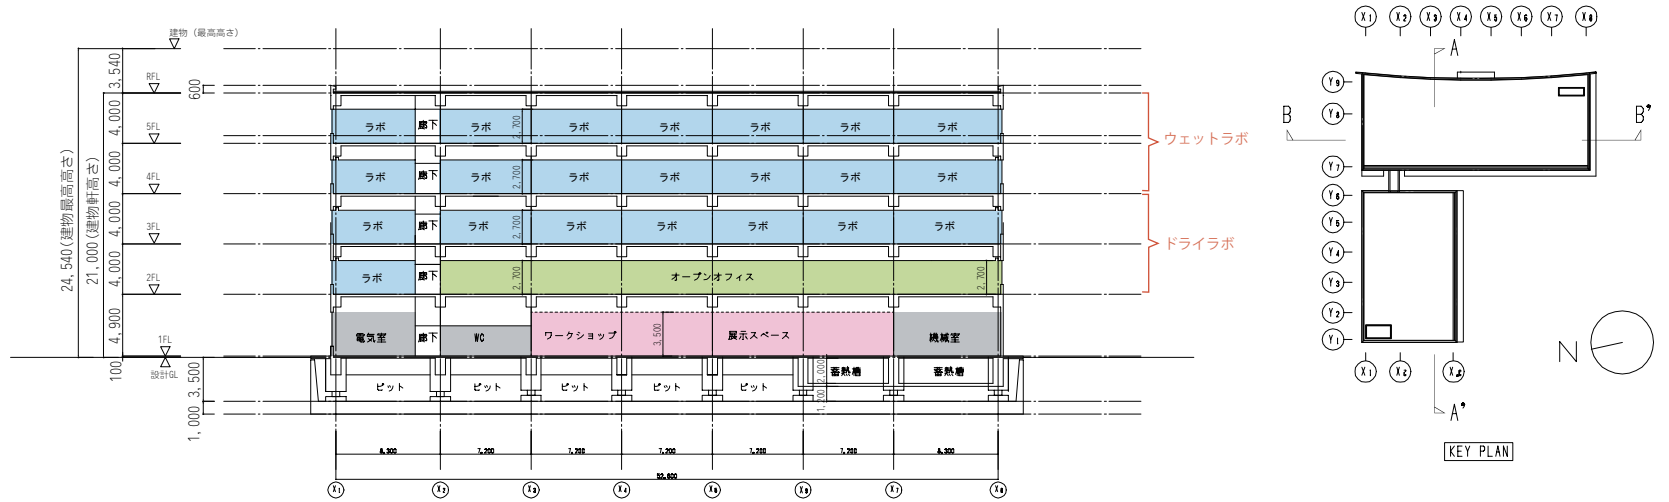 建物(最高高さ)
RFL
5FL
4FL
3FL
2FL
1FL
設計GL
24,540(建物最高高さ)
21,000(建物軒高さ)
3,540
4,000
4,000
4,000
4,000
4,900
100
600
3,500
1,000
ラボ 廊下 ラボ 2,700 ラボ ラボ ラボ ラボ ラボ
ラボ 廊下 ラボ 2,700 ラボ ラボ ラボ ラボ ラボ
ラボ 廊下 ラボ 2,700 ラボ ラボ ラボ ラボ ラボ
ラボ 廊下 2,700 オープンオフィス 2,700
電気室 廊下 WC ワークショップ 3,500 展示スペース 機械室
ピット ピット ピット ピット ピット 2,000 1,200 蓄熱槽 蓄熱槽
ウェットラボ
ドライラボ
8,300 7,200 7,200 7,200 7,200 7,200 8,300
52,600
X1 X2 X3 X4 X7 X8
X1 X2 X3 X4 X5 X6 X7 X8
A
Y9
Y8
B B'
Y7
Y6
Y5
Y4
Y3
Y2
Y1
N
X1
A'
KEY PLAN